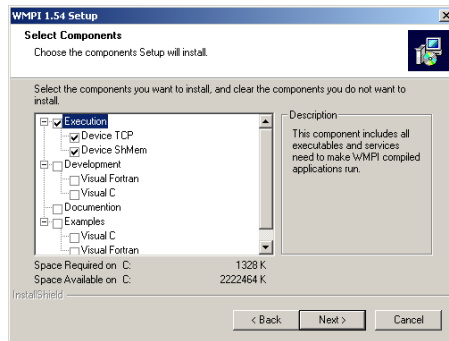 WMPI 1.54 Setup
Select Components
Choose the components Setup will install.
Select the components you want to install, and clear the components you do not want to
install.
Execution
Device TCP
Device ShMem
Development
Visual Fortran
Visual C
Documention
Examples
Visual C
Visual Fortran
Description
This component includes all
executables and services
need to make WMPI compiled
applications run.
Space Required on C: 1328 K
Space Available on C: 2222464 K
InstallShield
< Back Next > Cancel